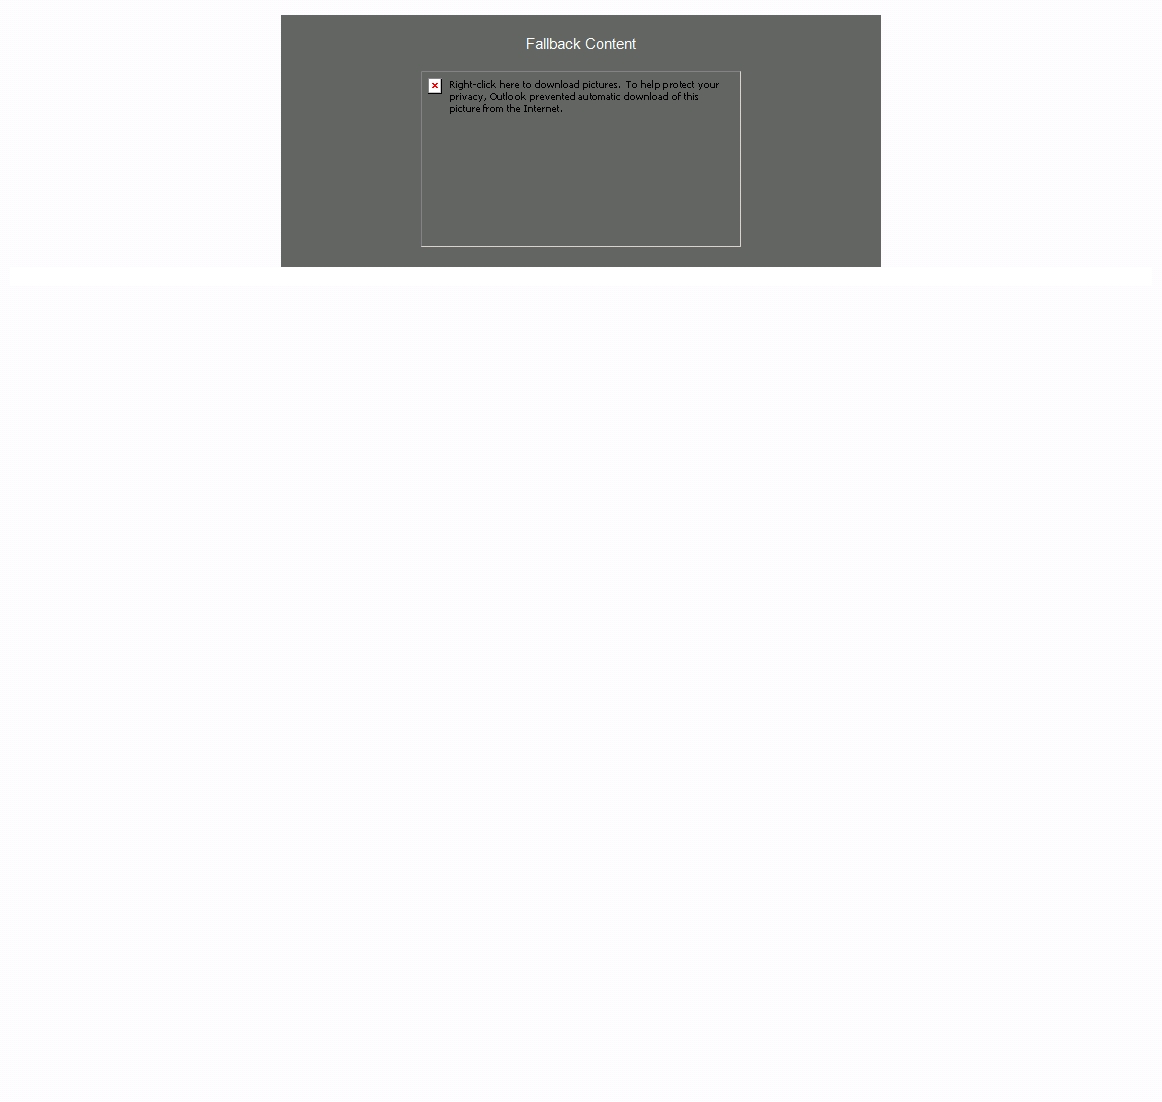 Fallback Content
Right-click here to download pictures. To help protect your
privacy, Outlook prevented automatic download of this
picture from the Internet.